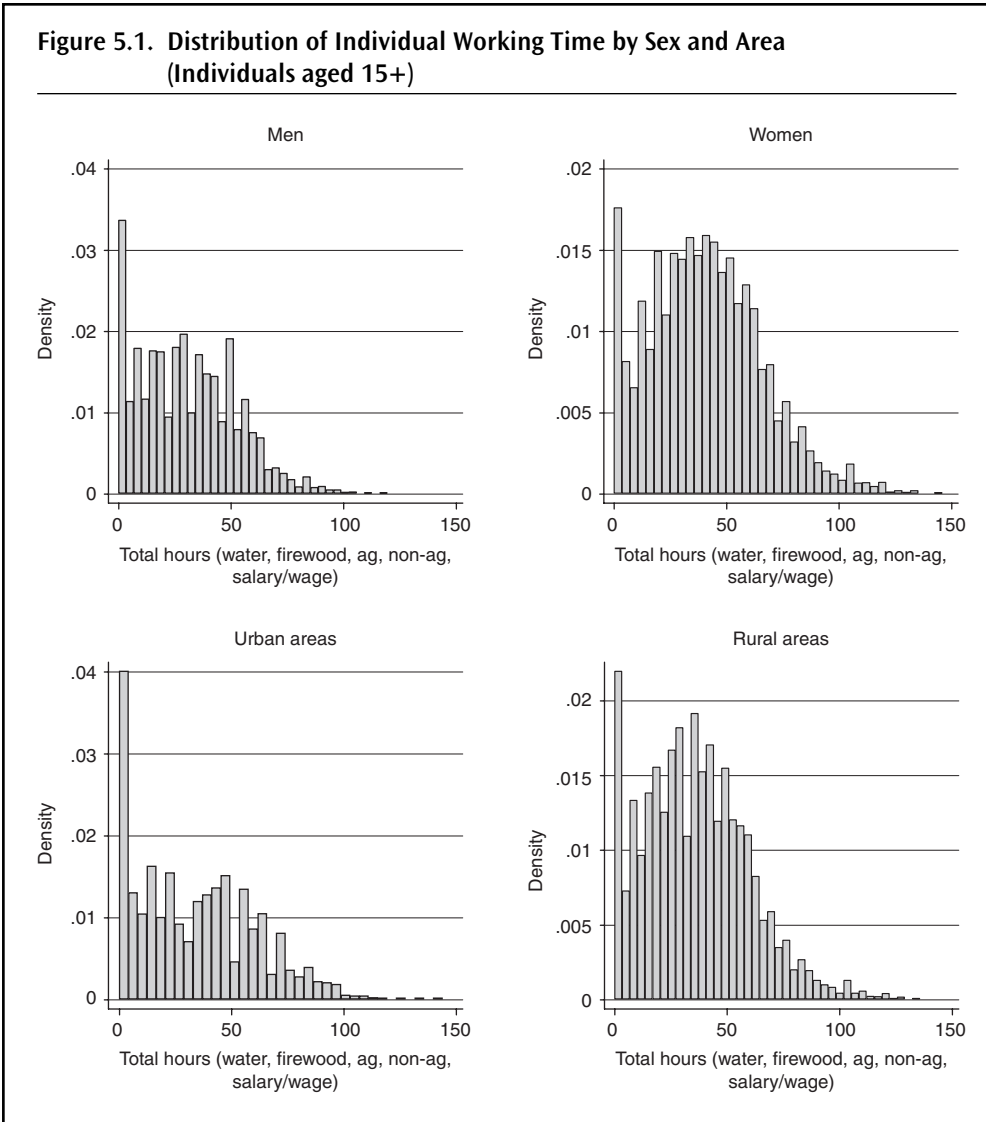 Figure 5.1. Distribution of Individual Working Time by Sex and Area
(Individuals aged 15+)
Men
.04
.03
.02
.01
0
Density
0 50 100 150
Total hours (water, firewood, ag, non-ag,
salary/wage)
Women
.02
.015
.01
.005
0
Density
0 50 100 150
Total hours (water, firewood, ag, non-ag,
salary/wage)
Urban areas
.04
.03
.02
.01
0
Density
0 50 100 150
Total hours (water, firewood, ag, non-ag,
salary/wage)
Rural areas
.02
.015
.01
.005
0
Density
0 50 100 150
Total hours (water, firewood, ag, non-ag,
salary/wage)